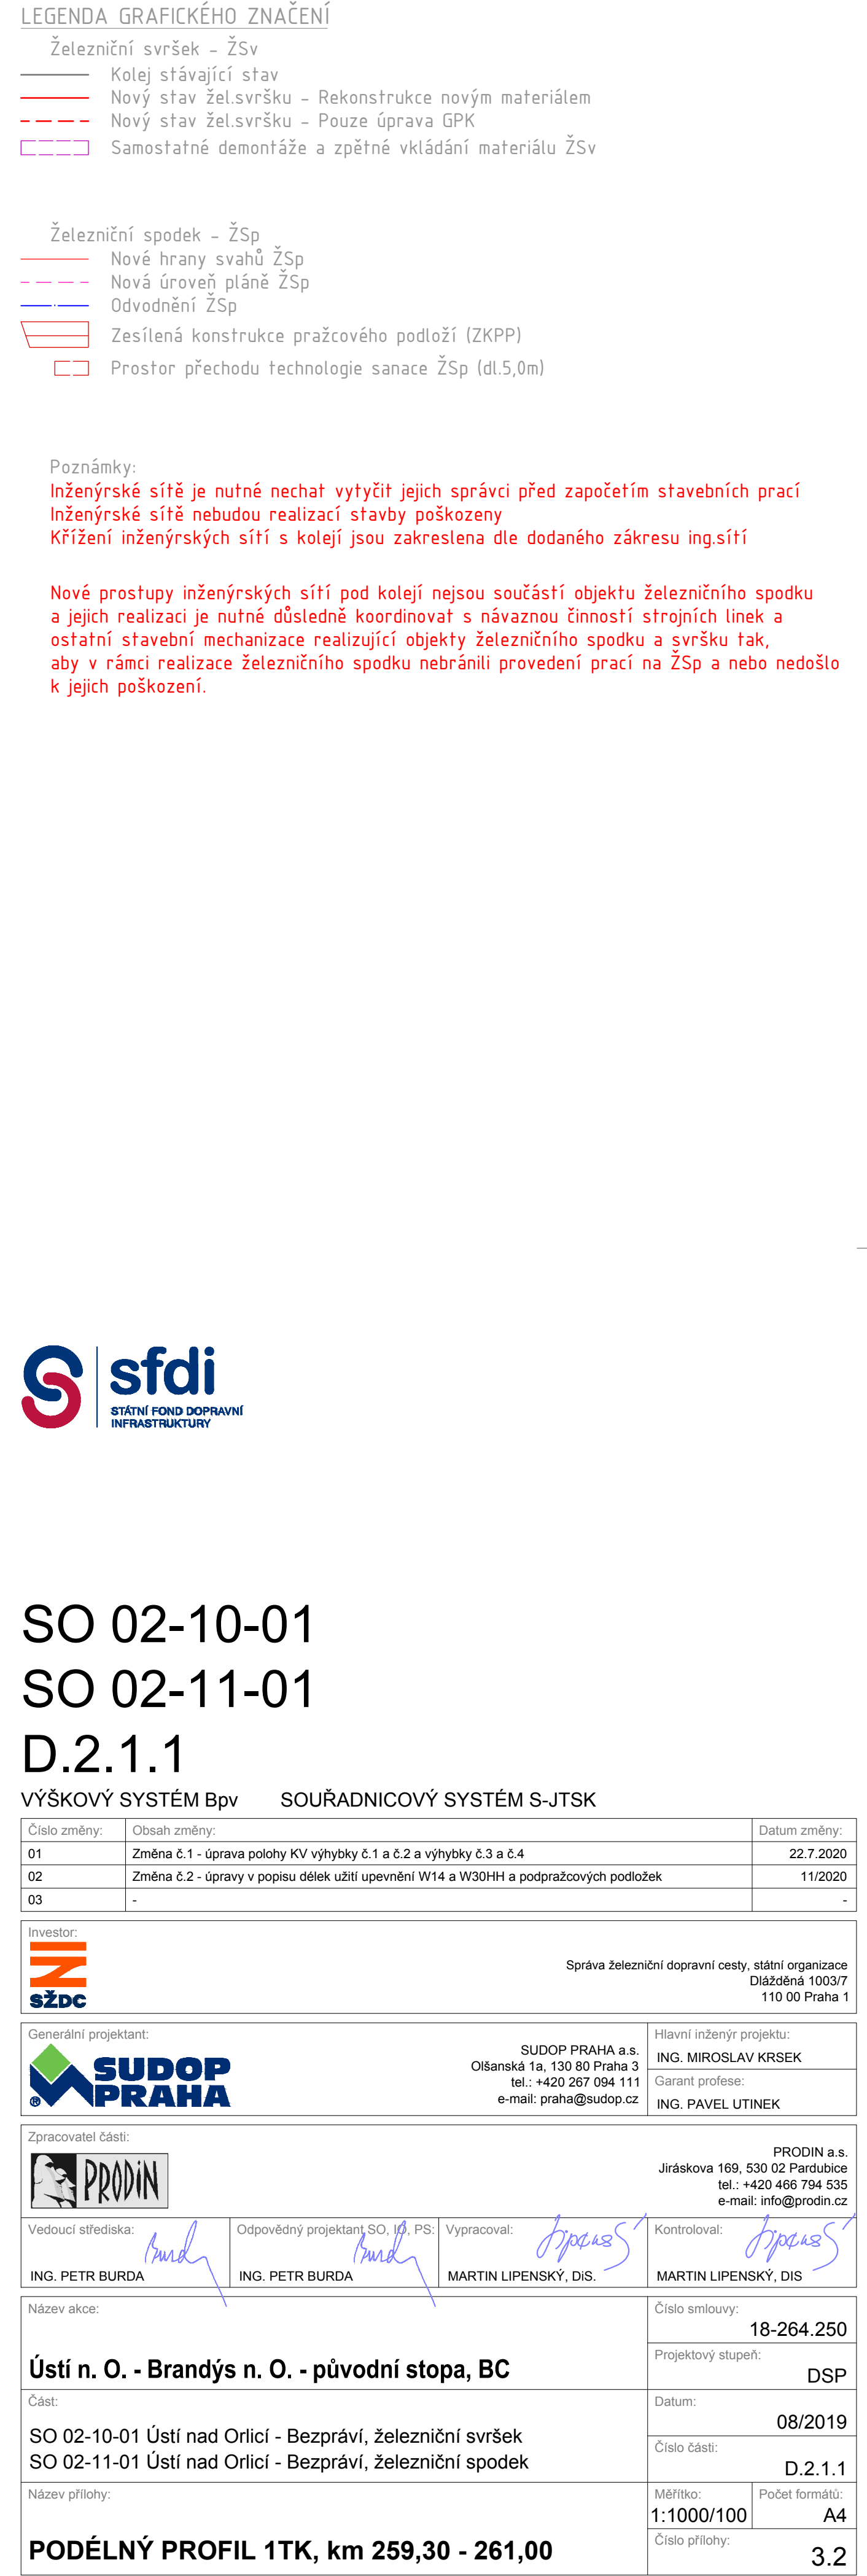 LEGENDA GRAFICKÉHO ZNAČENÍ
Železniční svršek - ŽSv
Kolej stávající stav
Nový stav žel.svršku - Rekonstrukce novým materiálem
Nový stav žel.svršku - Pouze úprava GPK
Samostatné demontáže a zpětné vkládání materiálu ŽSv
Železniční spodek - ŽSp
Nové hrany svahů ŽSp
Nová úroveň pláně ŽSp
Odvodnění ŽSp
Zesílená konstrukce pražcového podloží (ZKPP)
Prostor přechodu technologie sanace ŽSp (dl.5,0m)
Poznámky:
Inženýrské sítě je nutné nechat vytyčit jejich správci před započetím stavebních prací
Inženýrské sítě nebudou realizací stavby poškozeny
Křížení inženýrských sítí s kolejí jsou zakreslena dle dodaného zákresu ing.sítí
Nové prostupy inženýrských sítí pod kolejí nejsou součástí objektu železničního spodku
a jejich realizaci je nutné důsledně koordinovat s návaznou činností strojních linek a
ostatní stavební mechanizace realizující objekty železničního spodku a svršku tak,
aby v rámci realizace železničního spodku nebránili provedení prací na ŽSp a nebo nedošlo
k jejich poškození.
sfdi
STÁTNÍ FOND DOPRAVNÍ
INFRASTRUKTURY
SO 02-10-01
SO 02-11-01
D.2.1.1
VÝŠKOVÝ SYSTÉM Bpv SOUŘADNICOVÝ SYSTÉM S-JTSK
Číslo změny: Obsah změny: Datum změny:
01 Změna č.1 - úprava polohy KV výhybky č.1 a č.2 a výhybky č.3 a č.4 22.7.2020
02 Změna č.2 - úpravy v popisu délek užití upevnění W14 a W30HH a podpražcových podložek 11/2020
03 - -
Investor:
SŽDC
Správa železniční dopravní cesty, státní organizace
Dlážděná 1003/7
110 00 Praha 1
Generální projektant:
SUDOP
PRAHA
®
SUDOP PRAHA a.s.
Olšanská 1a, 130 80 Praha 3
tel.: +420 267 094 111
e-mail: praha@sudop.cz
Hlavní inženýr projektu:
ING. MIROSLAV KRSEK
Garant profese:
ING. PAVEL UTINEK
Zpracovatel části:
PRODIN
PRODIN a.s.
Jiráskova 169, 530 02 Pardubice
tel.: +420 466 794 535
e-mail: info@prodin.cz
Vedoucí střediska: Odpovědný projektant SO, IO, PS: Vypracoval: Kontroloval:
Burda Burda Lipenský Lipenský
ING. PETR BURDA ING. PETR BURDA MARTIN LIPENSKÝ, DiS. MARTIN LIPENSKÝ, DIS
Název akce:
Ústí n. O. - Brandýs n. O. - původní stopa, BC
Číslo smlouvy:
18-264.250
Projektový stupeň:
DSP
Část:
SO 02-10-01 Ústí nad Orlicí - Bezpráví, železniční svršek
SO 02-11-01 Ústí nad Orlicí - Bezpráví, železniční spodek
Datum:
08/2019
Číslo části:
D.2.1.1
Název přílohy:
PODÉLNÝ PROFIL 1TK, km 259,30 - 261,00
Měřítko: Počet formátů:
1:1000/100 A4
Číslo přílohy:
3.2